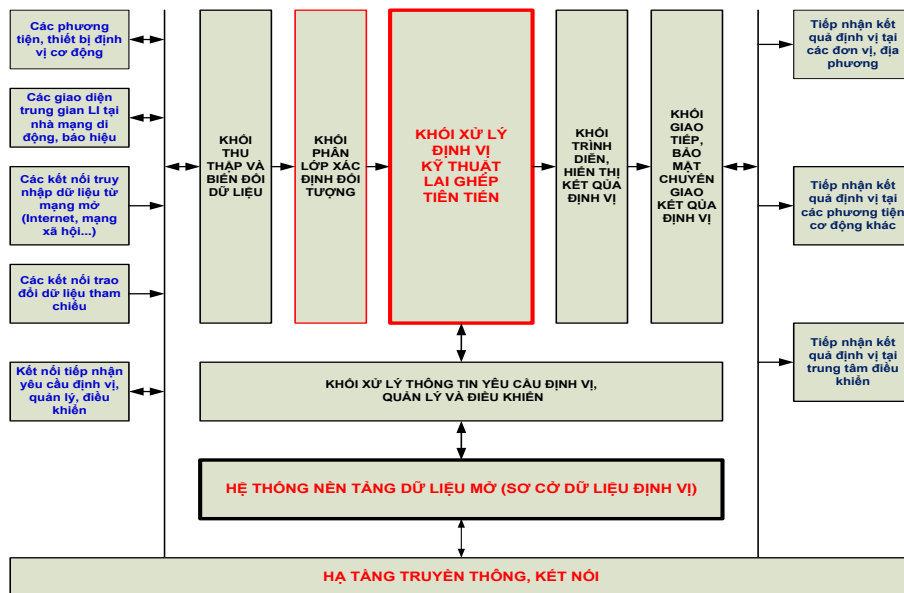 Các phương
tiện, thiết bị định
vị cơ động
Các giao diện
trung gian LI tại
nhà mạng di
động, báo hiệu
Các kết nối truy
nhập dữ liệu từ
mạng mở
(Internet, mạng
xã hội...)
Các kết nối trao
đổi dữ liệu tham
chiếu
Kết nối tiếp nhận
yêu cầu định vị,
quản lý, điều
khiển
KHỐI
THU
THẬP VÀ
BIẾN ĐỔI
DỮ LIỆU
KHỐI
PHÂN
LỚP XÁC
ĐỊNH ĐỐI
TƯỢNG
KHỐI XỬ LÝ
ĐỊNH VỊ
KỸ THUẬT
LAI GHÉP
TIÊN TIẾN
KHỐI
TRÌNH
DIỄN,
HIỂN THỊ
KẾT QỦA
ĐỊNH VỊ
KHỐI
GIAO
TIẾP,
BẢO
MẬT
CHUYỂN
GIAO
KẾT QỦA
ĐỊNH VỊ
Tiếp nhận kết
quả định vị tại
các đơn vị, địa
phương
Tiếp nhận kết
quả định vị tại
các phương tiện
cơ động khác
Tiếp nhận kết
quả định vị tại
trung tâm điều
khiển
KHỐI XỬ LÝ THÔNG TIN YÊU CẦU ĐỊNH VỊ,
QUẢN LÝ VÀ ĐIỀU KHIỂN
HỆ THỐNG NỀN TẢNG DỮ LIỆU MỞ (SƠ CỞ DỮ LIỆU ĐỊNH VỊ)
HẠ TẦNG TRUYỀN THÔNG, KẾT NỐI